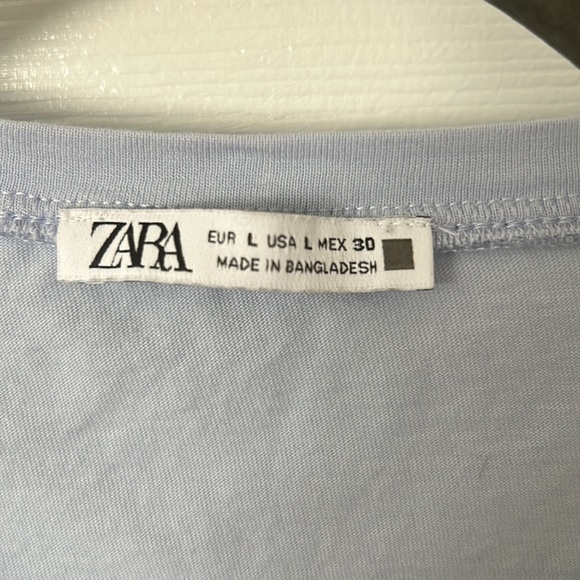 ZARA
EUR L USA L MEX 30
MADE IN BANGLADESH